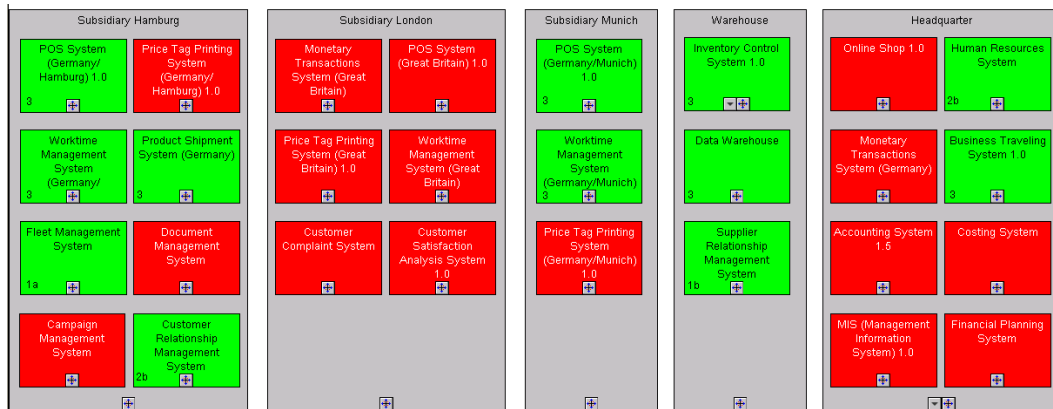 Subsidiary Hamburg
POS System
(Germany/
Hamburg) 1.0
3
Price Tag Printing
System
(Germany/
Hamburg) 1.0
Worktime
Management
System
(Germany/
3
Product Shipment
System (Germany)
3
Fleet Management
System
1a
Document
Management
System
Campaign
Management
System
Customer
Relationship
Management
System
2b
Subsidiary London
Monetary
Transactions
System (Great
Britain)
POS System
(Great Britain) 1.0
Price Tag Printing
System (Great
Britain) 1.0
Worktime
Management
System (Great
Britain)
Customer
Complaint System
Customer
Satisfaction
Analysis System
1.0
Subsidiary Munich
POS System
(Germany/Munich)
1.0
3
Worktime
Management
System
(Germany/Munich)
3
Price Tag Printing
System
(Germany/Munich)
1.0
Warehouse
Inventory Control
System 1.0
3
Data Warehouse
3
Supplier
Relationship
Management
System
1b
Headquarter
Online Shop 1.0
Human Resources
System
2b
Monetary
Transactions
System (Germany)
Business Traveling
System 1.0
3
Accounting System
1.5
Costing System
MIS (Management
Information
System) 1.0
Financial Planning
System